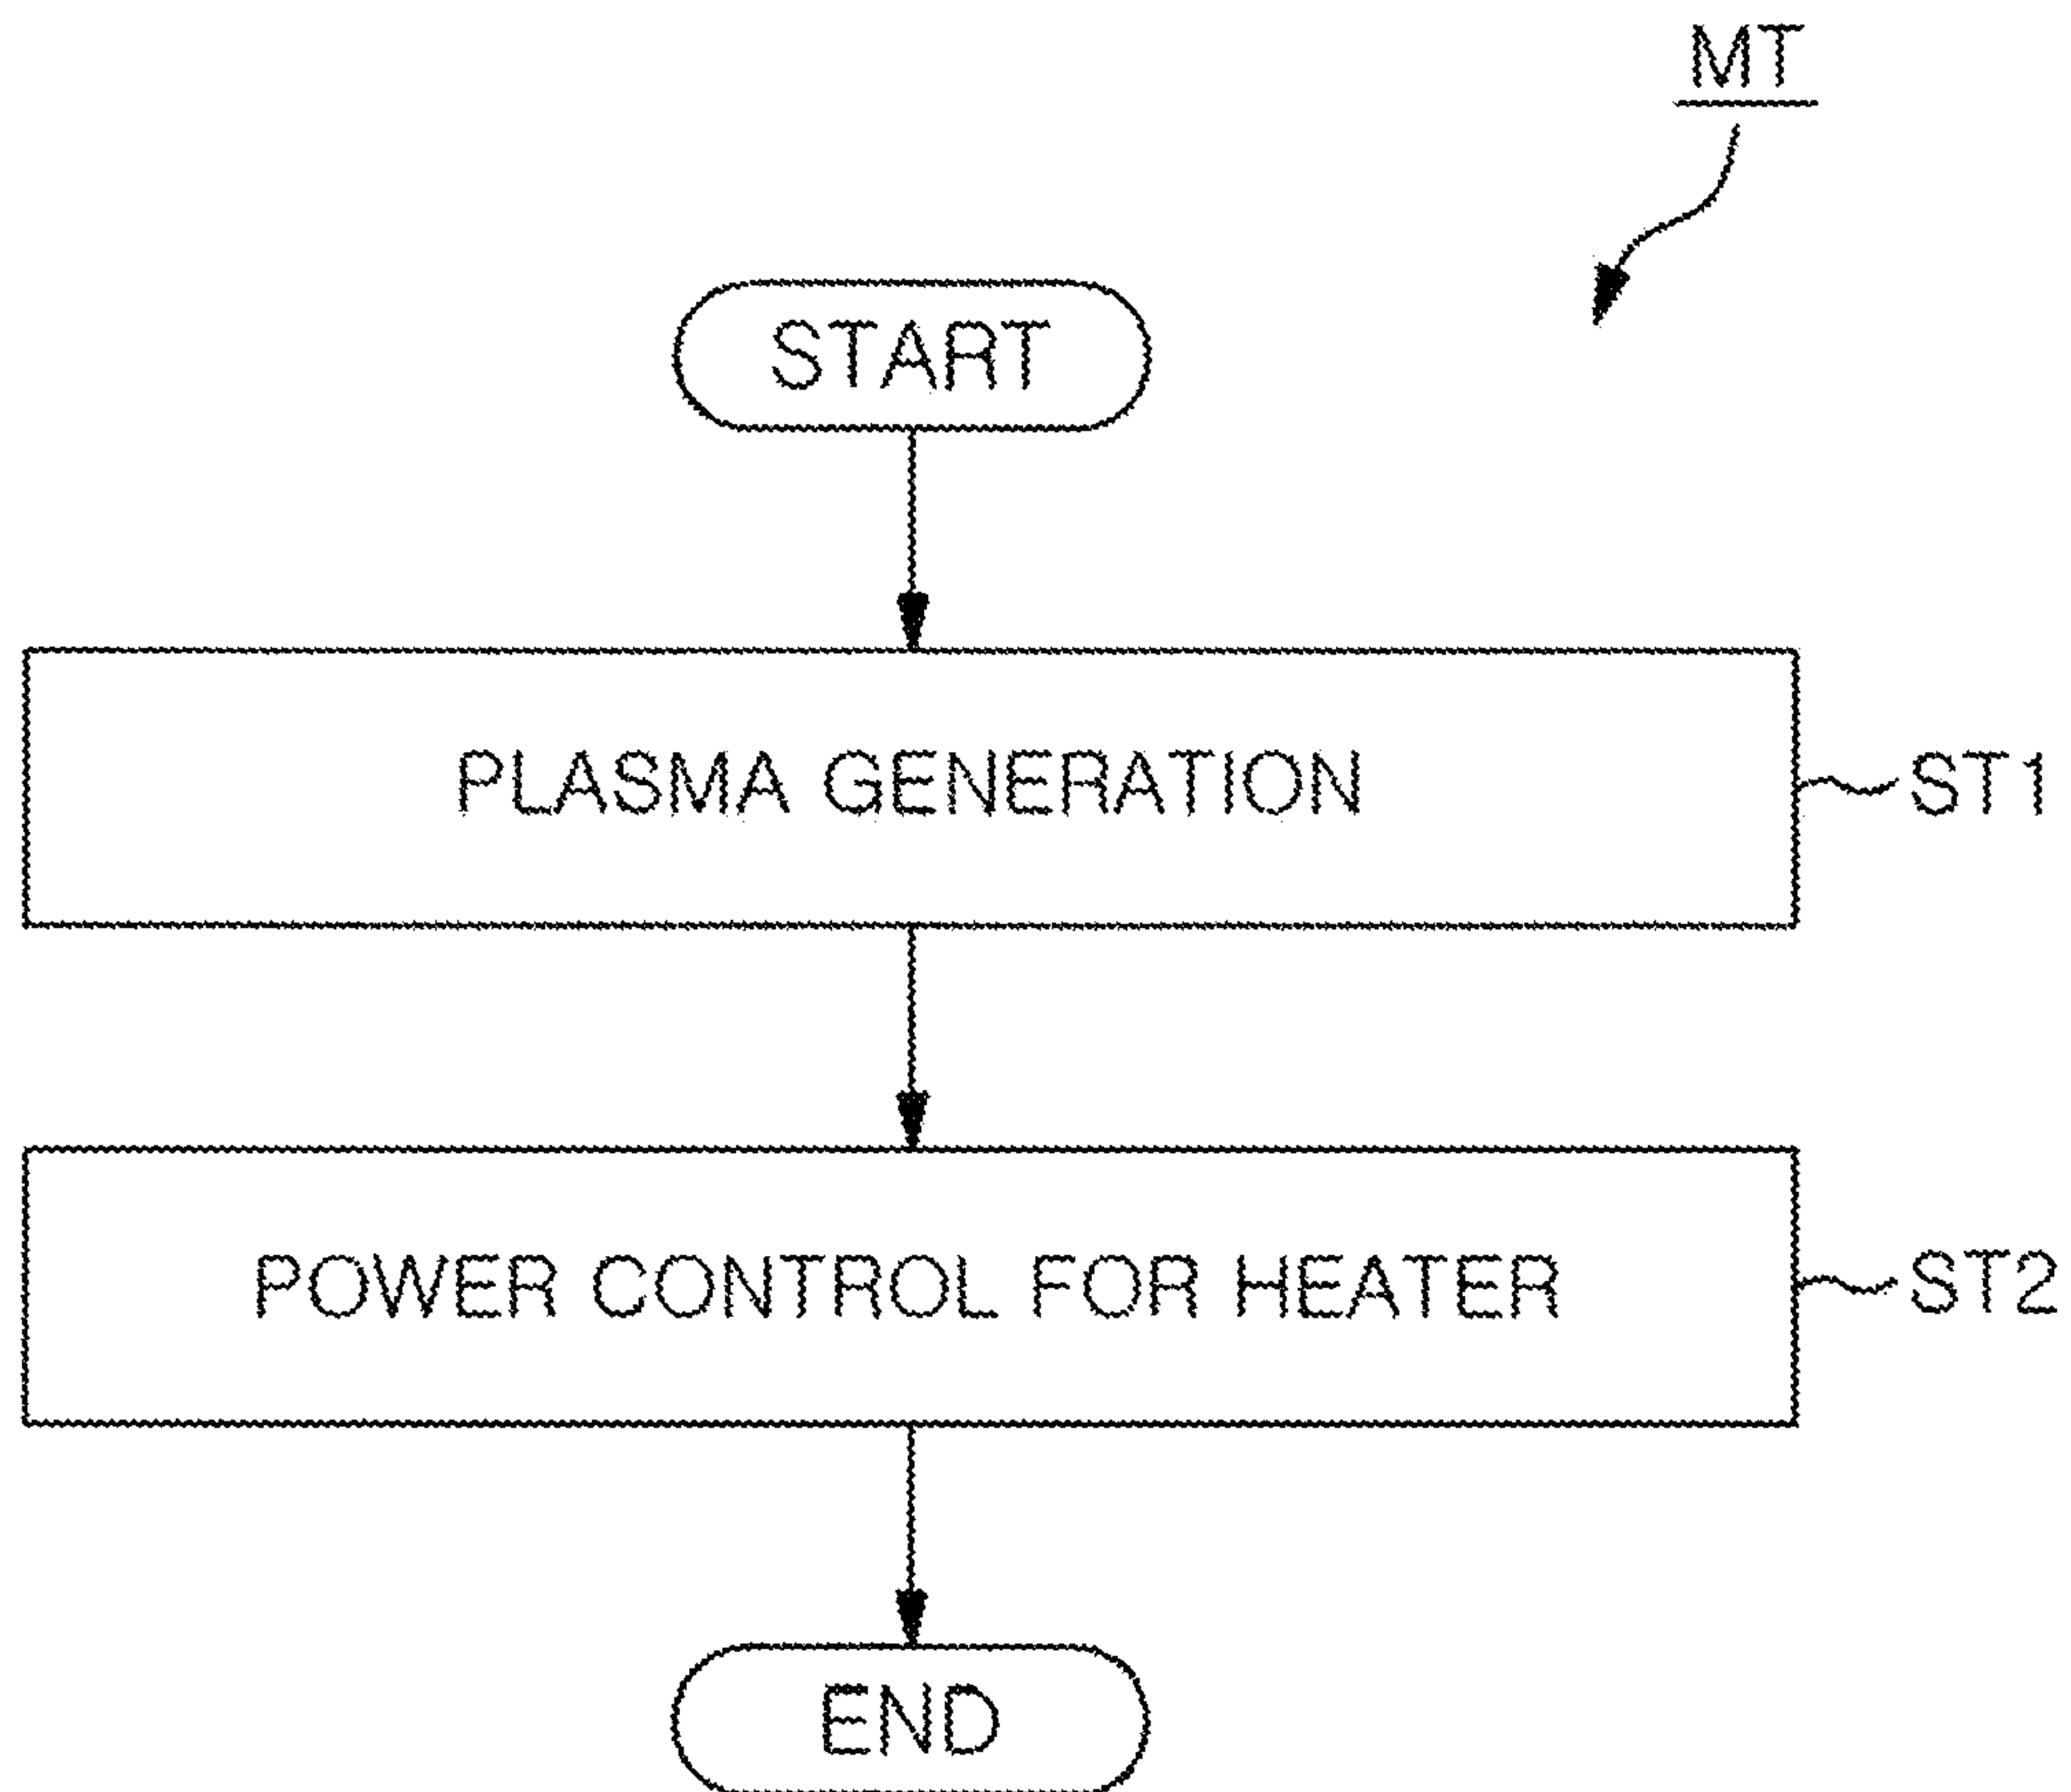 MT
START
PLASMA GENERATION
ST1
POWER CONTROL FOR HEATER
ST2
END